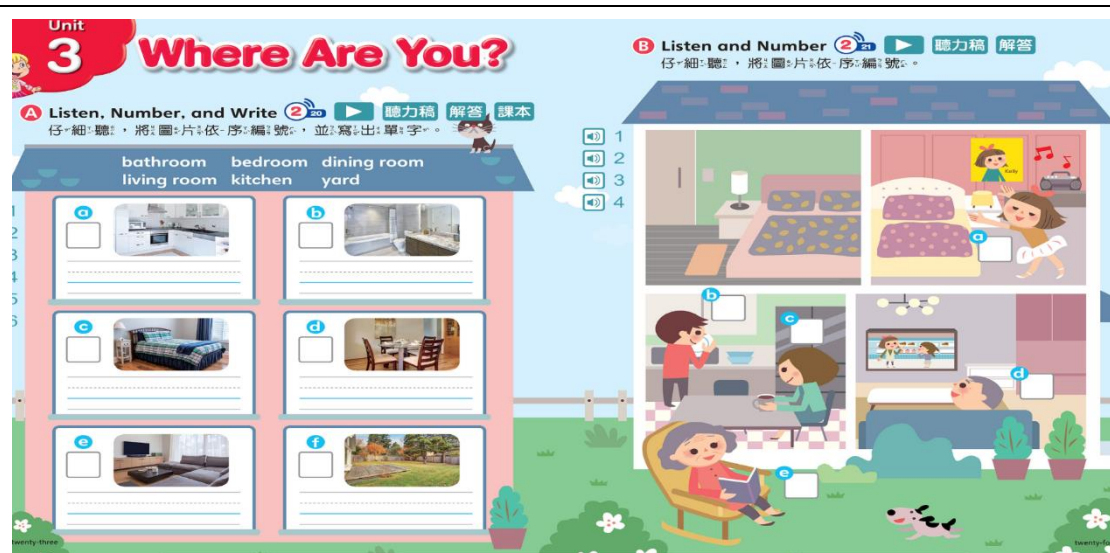 Unit
3
Where Are You?
A Listen, Number, and Write 2 20 聽力稿 解答 課本
仔細聽，將圖片依序編號，並寫出單字。
bathroom bedroom dining room
living room kitchen yard
1
2
3
4
5
6
a
b
c
d
e
f
twenty-three
B Listen and Number 2 21 聽力稿 解答
仔細聽，將圖片依序編號。
1
2
3
4
a
b
c
d
e